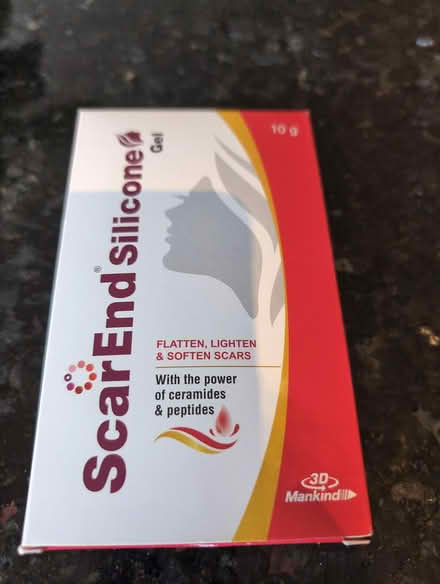 10 g
ScarEnd® Silicone
Gel
FLATTEN, LIGHTEN
& SOFTEN SCARS
With the power
of ceramides
& peptides
3D
Mankind